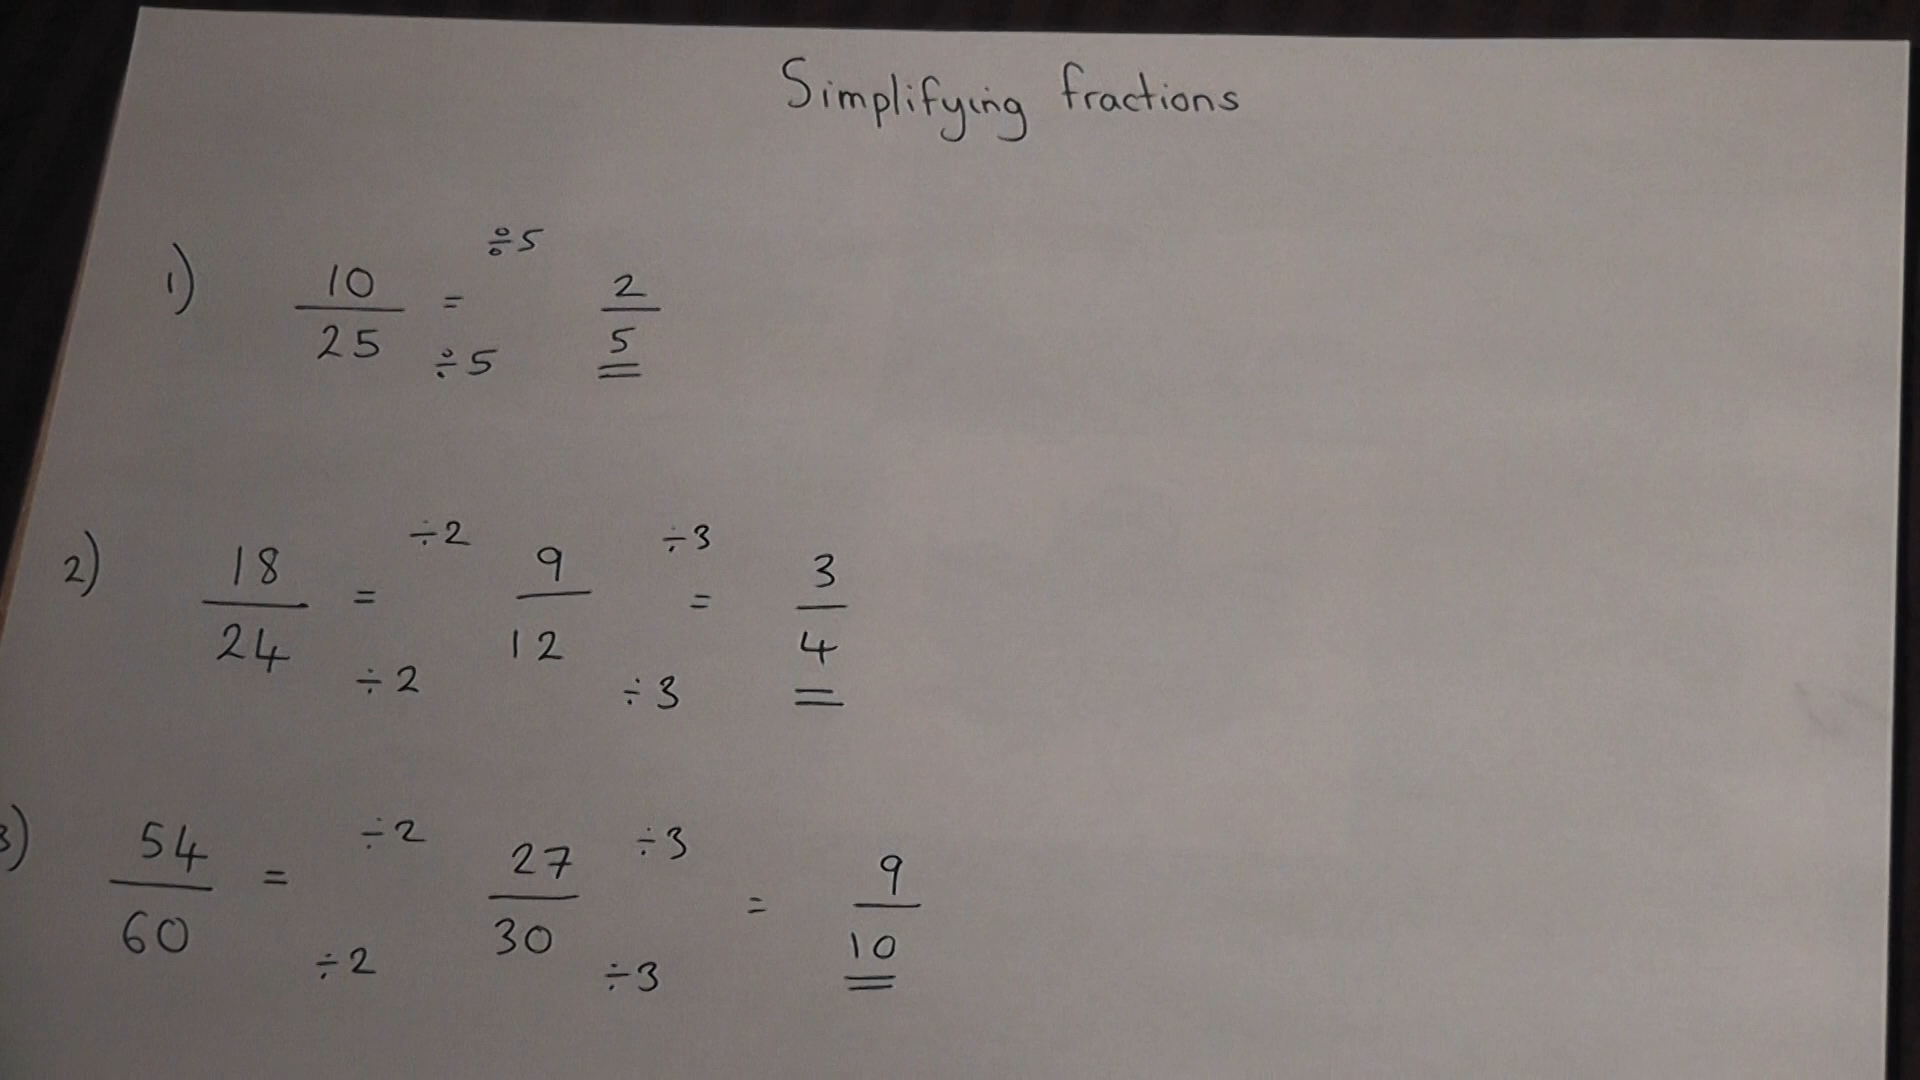 Simplifying fractions
1) 10/25 = ÷5 ÷5 2/5
2) 18/24 = ÷2 ÷2 9/12 ÷3 ÷3 = 3/4
3) 54/60 = ÷2 ÷2 27/30 ÷3 ÷3 = 9/10